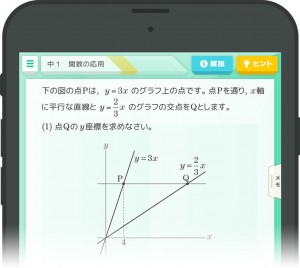 中1 関数の応用
解説
ヒント
下の図の点Pは，y=3x のグラフ上の点です。点Pを通り，x軸
に平行な直線と y=2/3 x のグラフの交点をQとします。
(1) 点Qのy座標を求めなさい。
メモ
y
y=3x
y=2/3 x
P
Q
4
x